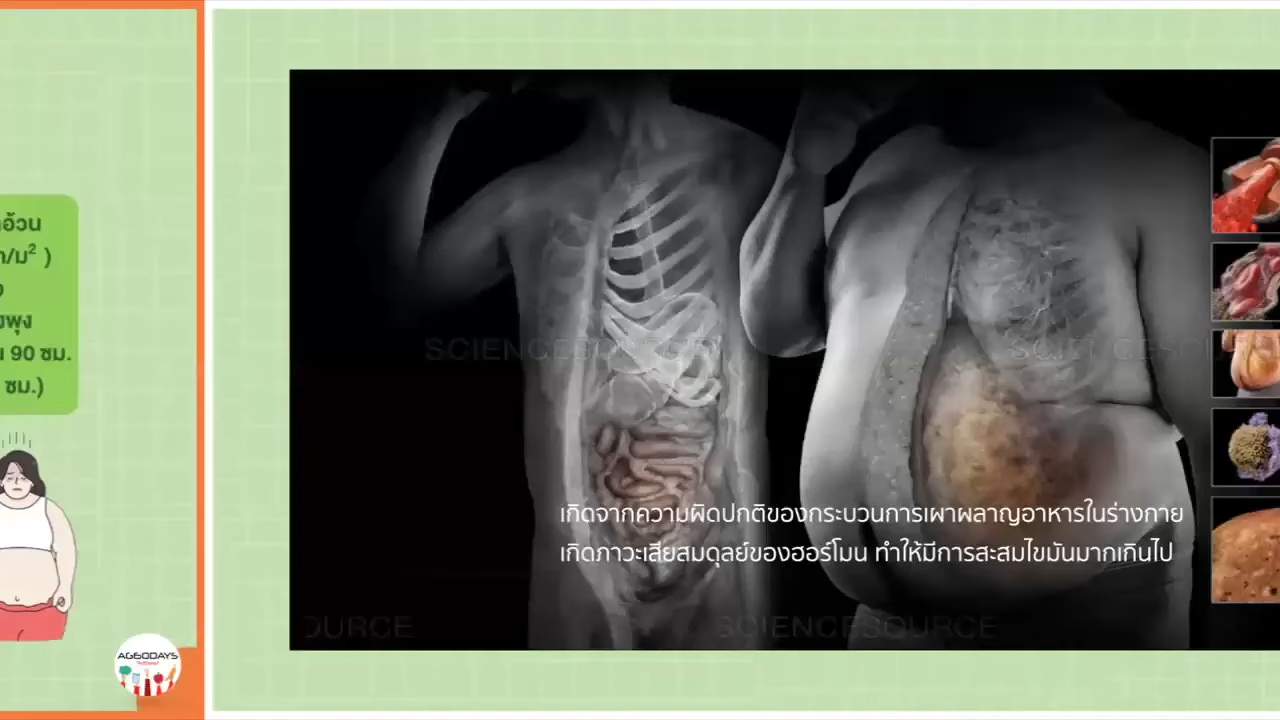 อ้วน
/ม² )
งพุง
90 ซม.
ซม.)
AG60DAYS
SCIENCESOURCE
SCIENCESOU
เกิดจากความผิดปกติของกระบวนการเผาผลาญอาหารในร่างกาย
เกิดภาวะเสียสมดุลย์ของฮอร์โมน ทำให้มีการสะสมไขมันมากเกินไป
OURCE
SCIENCESOURCE